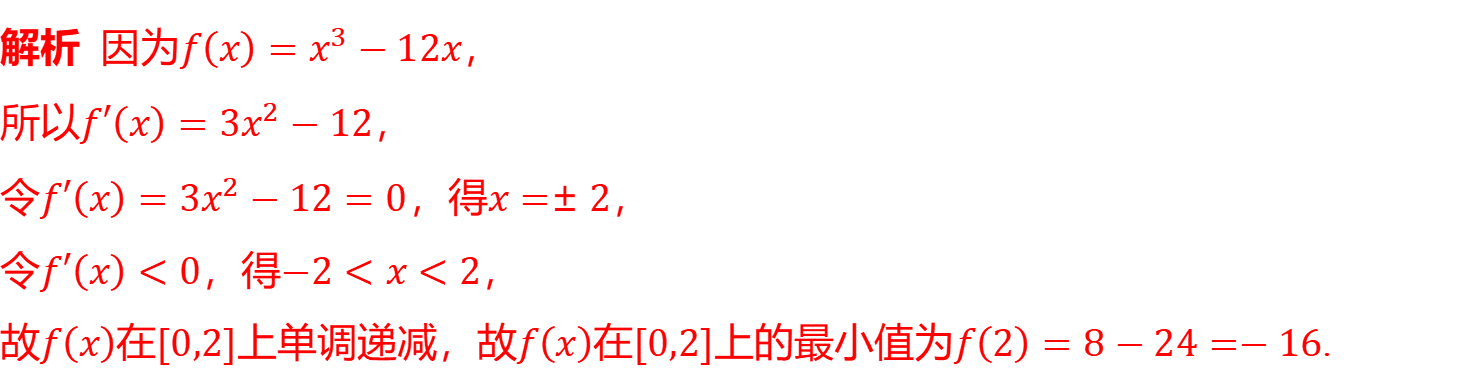 解析 因为f(x) = x³ − 12x，
所以f′(x) = 3x² − 12，
令f′(x) = 3x² − 12 = 0，得x =± 2，
令f′(x) < 0，得−2 < x < 2，
故f(x)在[0,2]上单调递减，故f(x)在[0,2]上的最小值为f(2) = 8 − 24 =− 16.